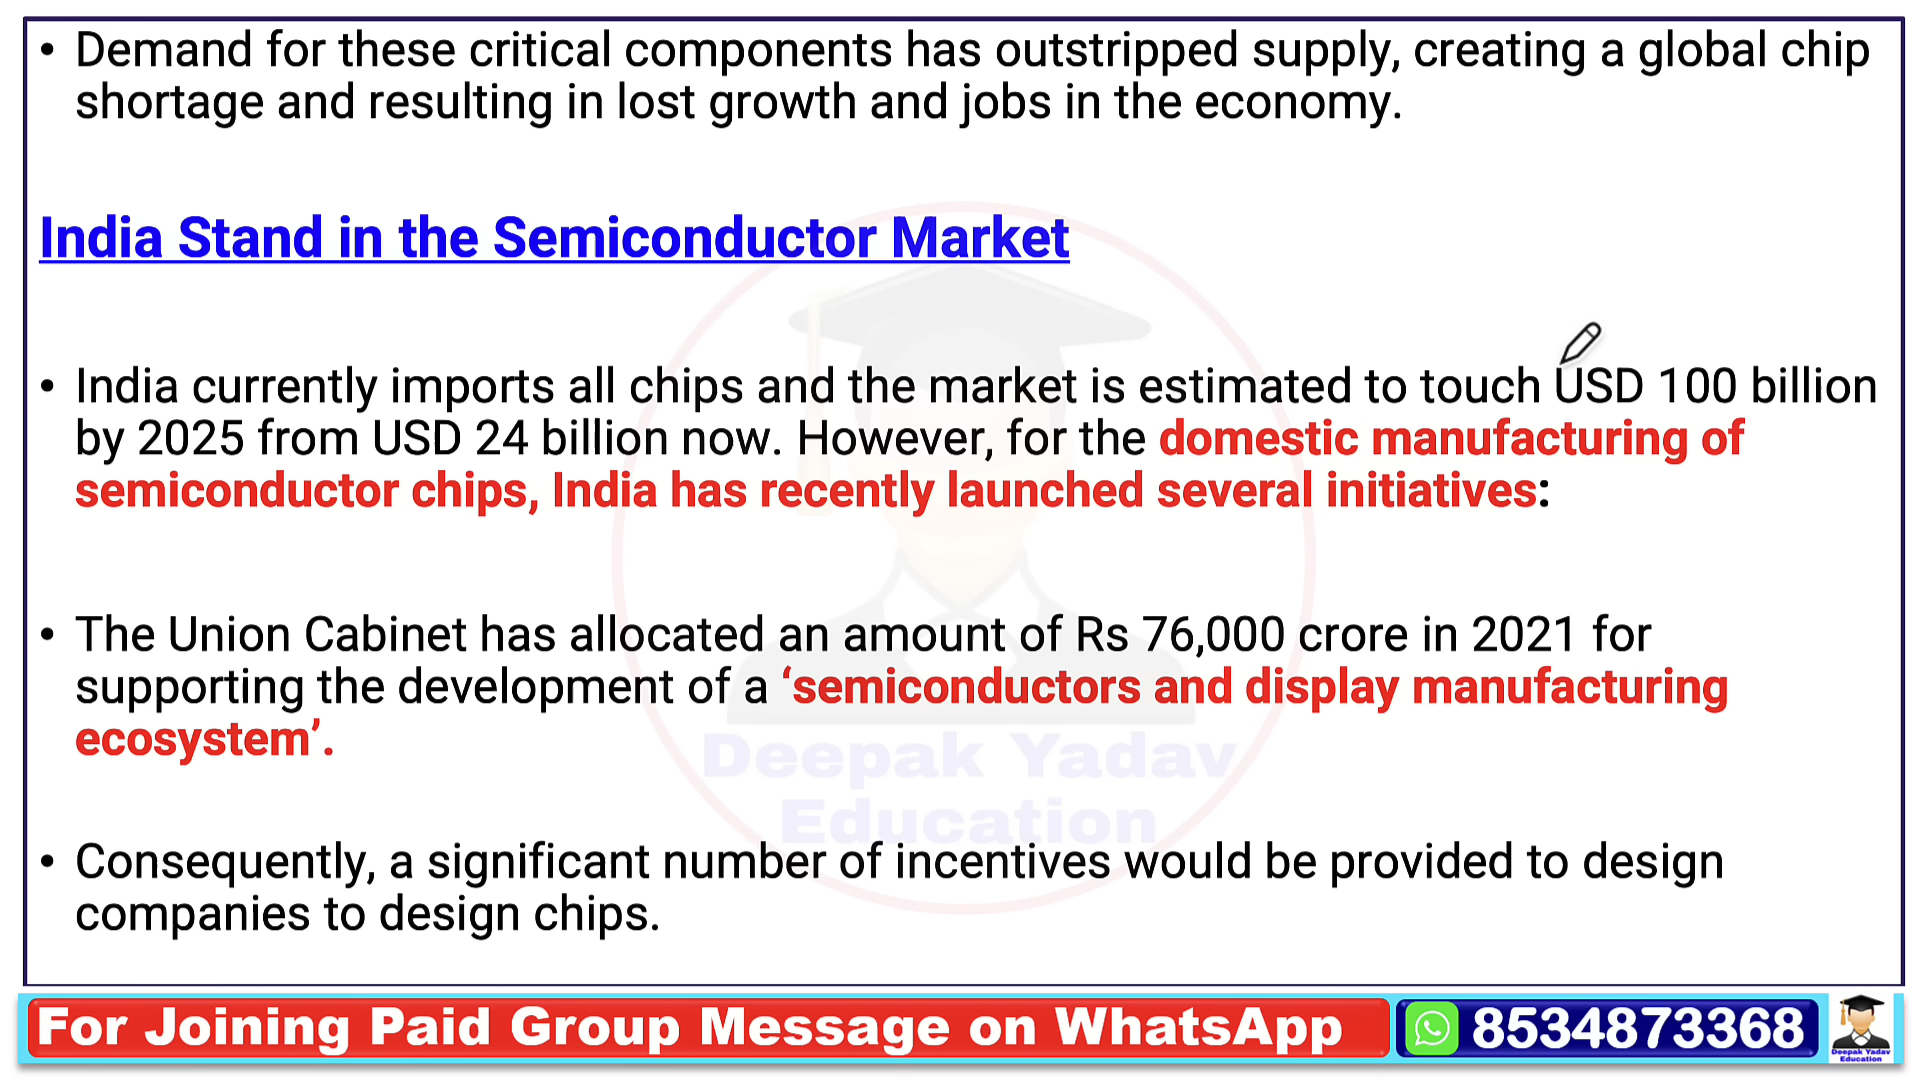 • Demand for these critical components has outstripped supply, creating a global chip
shortage and resulting in lost growth and jobs in the economy.
India Stand in the Semiconductor Market
• India currently imports all chips and the market is estimated to touch USD 100 billion
by 2025 from USD 24 billion now. However, for the domestic manufacturing of
semiconductor chips, India has recently launched several initiatives:
• The Union Cabinet has allocated an amount of Rs 76,000 crore in 2021 for
supporting the development of a ‘semiconductors and display manufacturing
ecosystem’.
Deepak Yadav
Education
• Consequently, a significant number of incentives would be provided to design
companies to design chips.
For Joining Paid Group Message on WhatsApp
8534873368
Deepak Yadav
Education